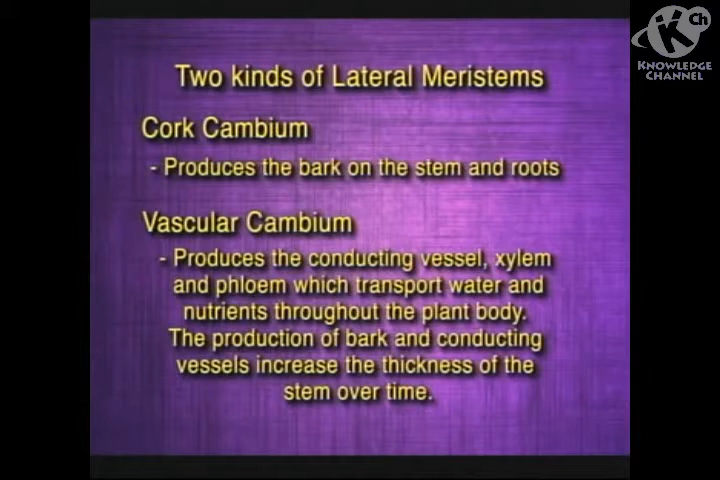 Ch
K
KNOWLEDGE
CHANNEL
Two kinds of Lateral Meristems
Cork Cambium
- Produces the bark on the stem and roots
Vascular Cambium
- Produces the conducting vessel, xylem
and phloem which transport water and
nutrients throughout the plant body.
The production of bark and conducting
vessels increase the thickness of the
stem over time.